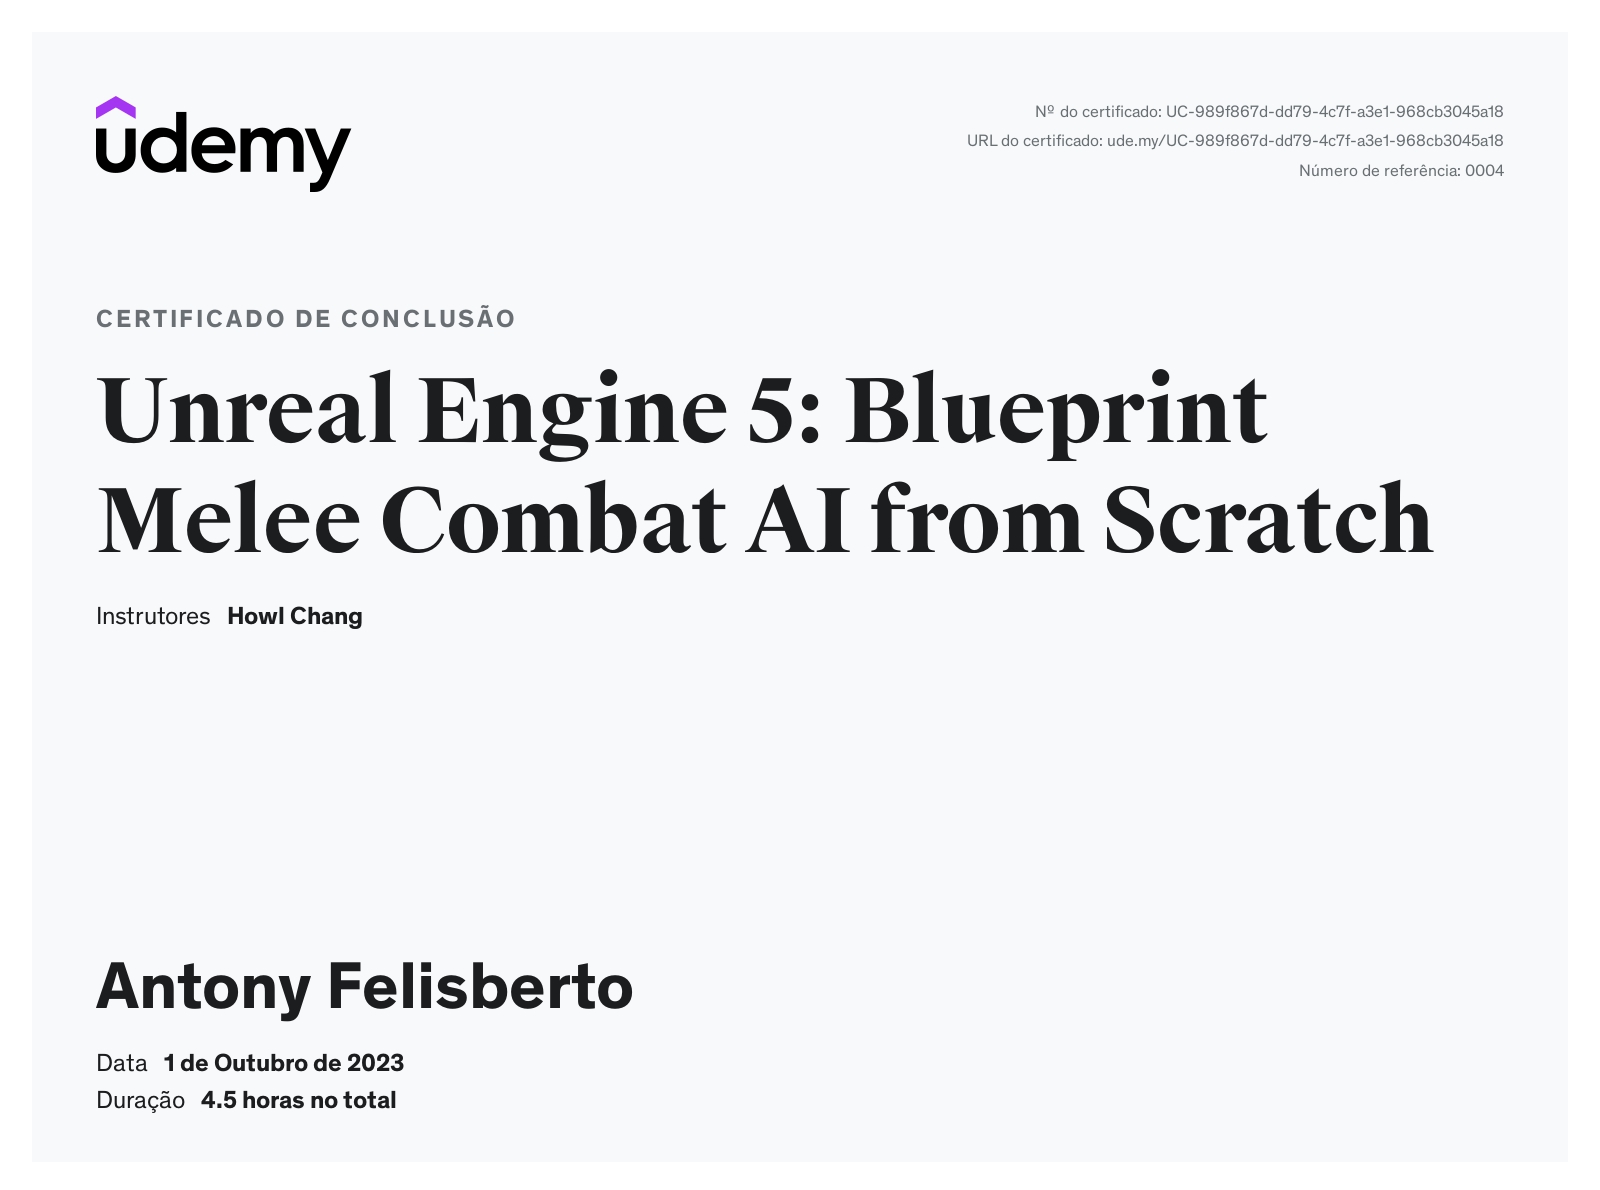 udemy
Nº do certificado: UC-989f867d-dd79-4c7f-a3e1-968cb3045a18
URL do certificado: ude.my/UC-989f867d-dd79-4c7f-a3e1-968cb3045a18
Número de referência: 0004
CERTIFICADO DE CONCLUSÃO
Unreal Engine 5: Blueprint
Melee Combat AI from Scratch
Instrutores Howl Chang
Antony Felisberto
Data 1 de Outubro de 2023
Duração 4.5 horas no total